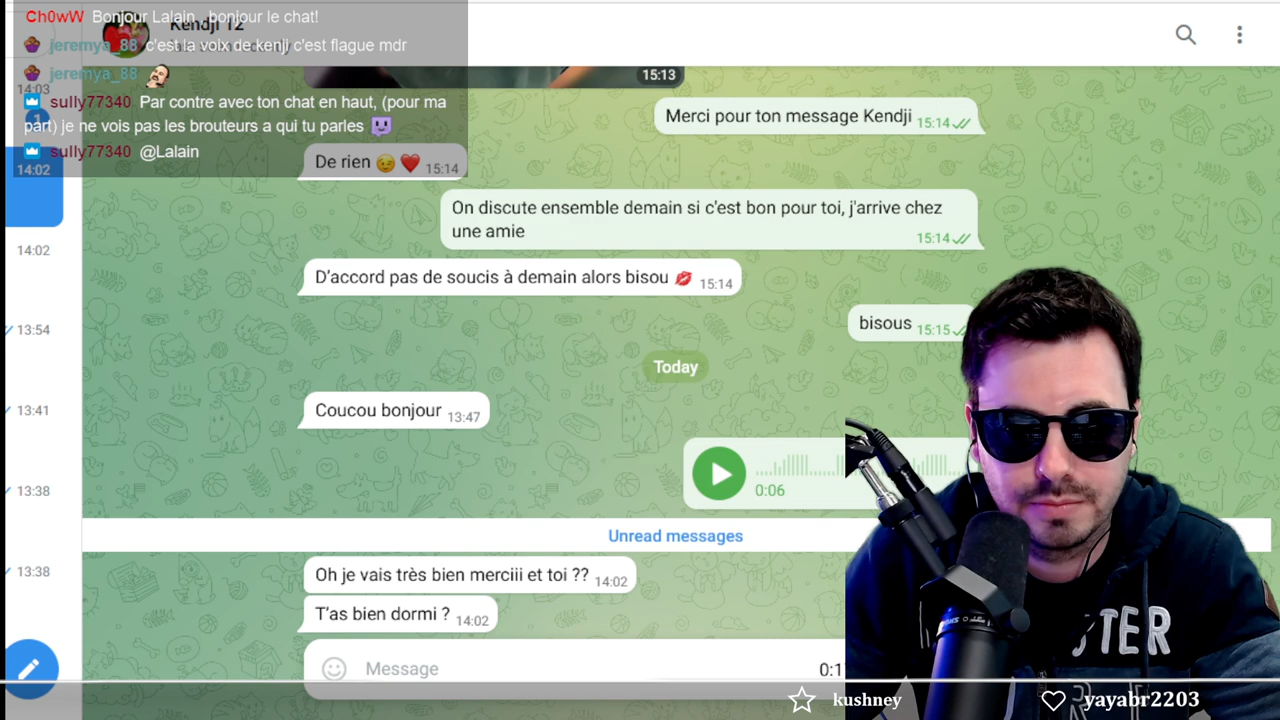 Ch0wW Bonjour Lalain , bonjour le chat!
Kendji 12
jeremya_88 c'est la voix de kenji c'est flague mdr
jeremya_88
14:03
sully77340 Par contre avec ton chat en haut, (pour ma
part) je ne vois pas les brouteurs a qui tu parles
1
sully77340 @Lalain
14:02
14:02
13:54
13:41
13:38
13:38
15:13
Merci pour ton message Kendji 15:14
De rien 😉 ❤️ 15:14
On discute ensemble demain si c'est bon pour toi, j'arrive chez
une amie
15:14
D'accord pas de soucis à demain alors bisou 💋 15:14
bisous 15:15
Today
Coucou bonjour 13:47
0:06
Unread messages
Oh je vais très bien merciii et toi ?? 14:02
T'as bien dormi ? 14:02
Message
STER
kushney
yayabr2203